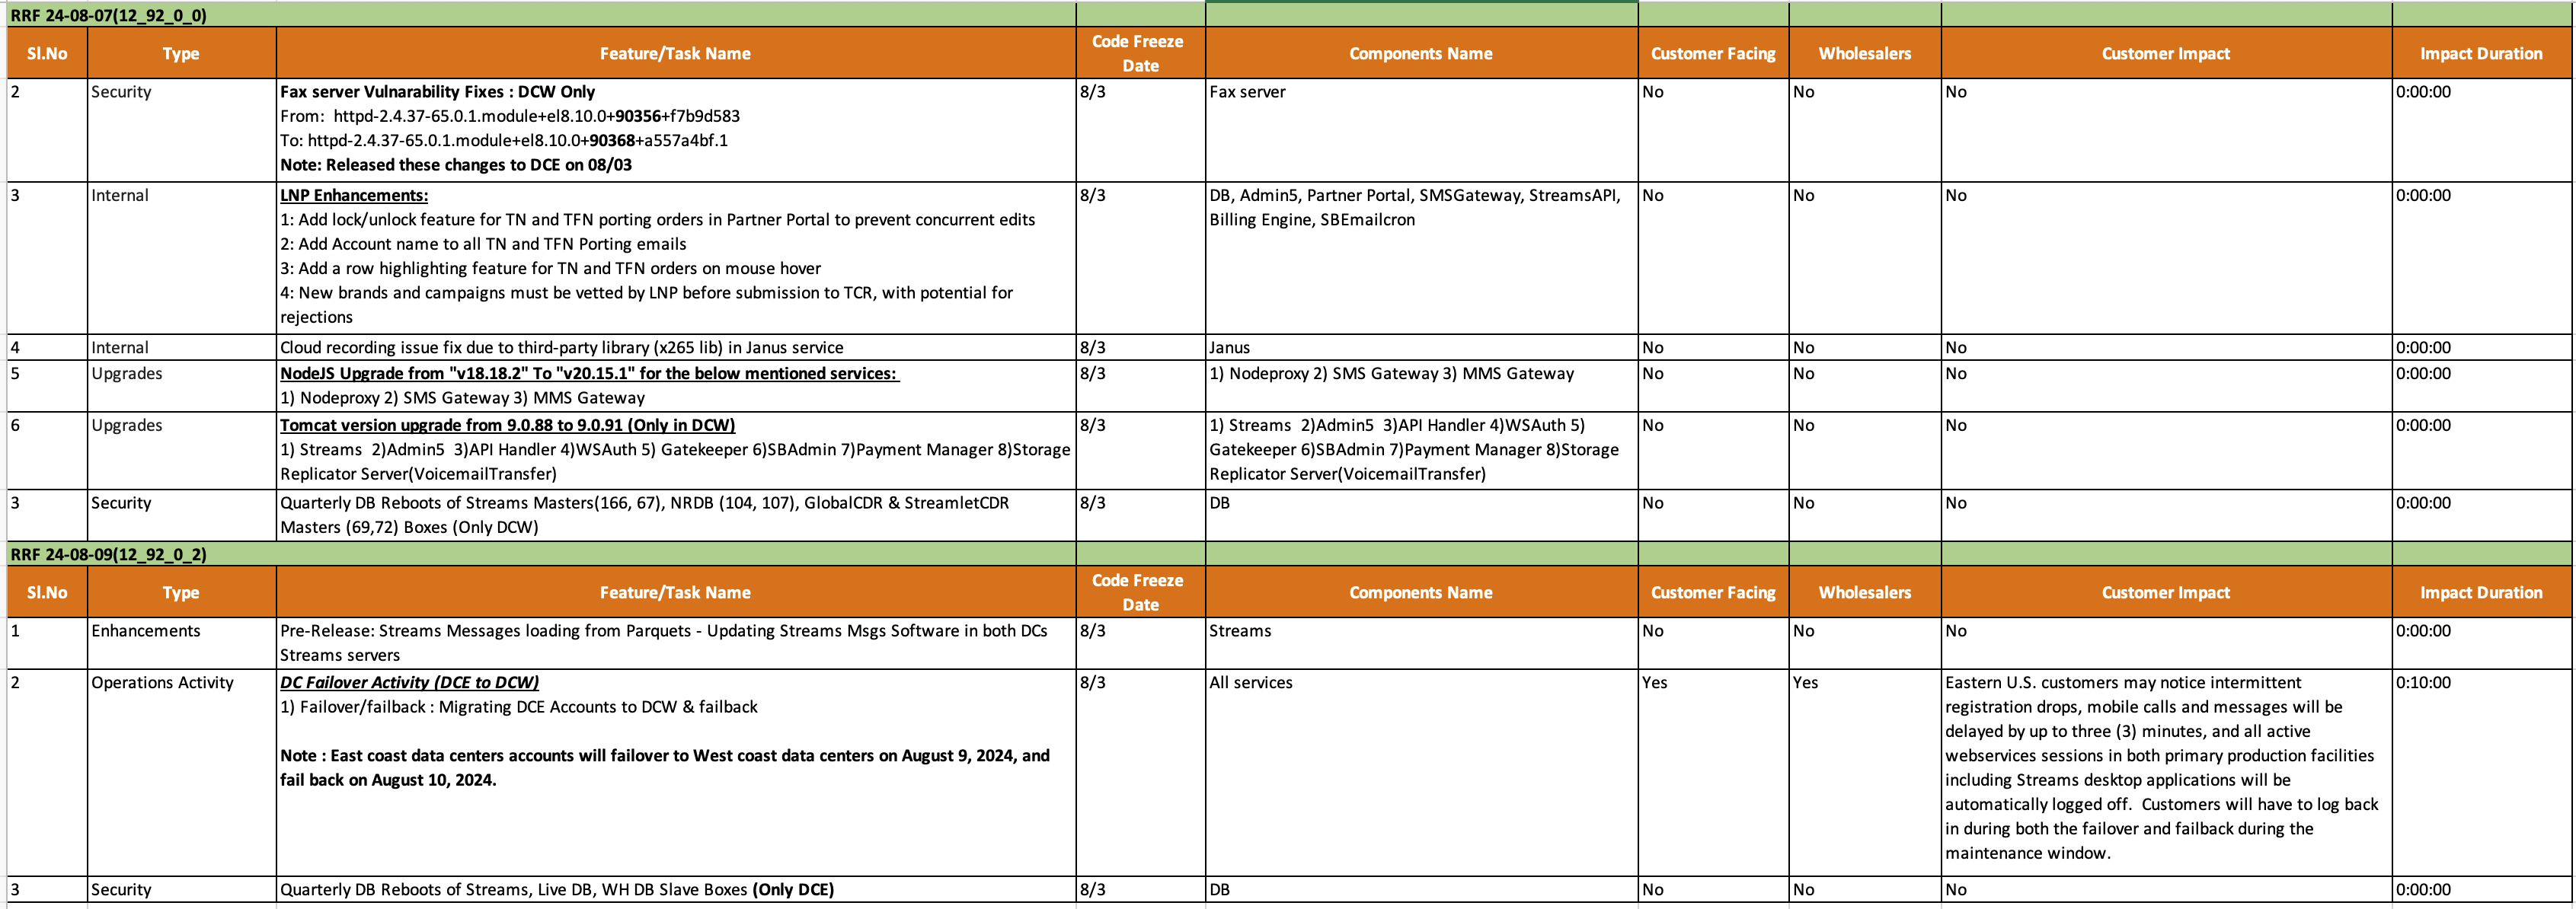 RRF 24-08-07(12_92_0_0)
Sl.No Type Feature/Task Name Code Freeze Date Components Name Customer Facing Wholesalers Customer Impact Impact Duration
2 Security Fax server Vulnarability Fixes : DCW Only 8/3 Fax server No No No 0:00:00
From:  httpd-2.4.37-65.0.1.module+el8.10.0+90356+f7b9d583
To: httpd-2.4.37-65.0.1.module+el8.10.0+90368+a557a4bf.1
Note: Released these changes to DCE on 08/03
3 Internal LNP Enhancements: 8/3 DB, Admin5, Partner Portal, SMSGateway, StreamsAPI, No No No 0:00:00
1: Add lock/unlock feature for TN and TFN porting orders in Partner Portal to prevent concurrent edits Billing Engine, SBEmailcron
2: Add Account name to all TN and TFN Porting emails
3: Add a row highlighting feature for TN and TFN orders on mouse hover
4: New brands and campaigns must be vetted by LNP before submission to TCR, with potential for
rejections
4 Internal Cloud recording issue fix due to third-party library (x265 lib) in Janus service 8/3 Janus No No No 0:00:00
5 Upgrades NodeJS Upgrade from "v18.18.2" To "v20.15.1" for the below mentioned services: 8/3 1) Nodeproxy 2) SMS Gateway 3) MMS Gateway No No No 0:00:00
1) Nodeproxy 2) SMS Gateway 3) MMS Gateway
6 Upgrades Tomcat version upgrade from 9.0.88 to 9.0.91 (Only in DCW) 8/3 1) Streams  2)Admin5  3)API Handler 4)WSAuth 5) No No No 0:00:00
1) Streams  2)Admin5  3)API Handler 4)WSAuth 5) Gatekeeper 6)SBAdmin 7)Payment Manager 8)Storage Gatekeeper 6)SBAdmin 7)Payment Manager 8)Storage
Replicator Server(VoicemailTransfer) Replicator Server(VoicemailTransfer)
3 Security Quarterly DB Reboots of Streams Masters(166, 67), NRDB (104, 107), GlobalCDR & StreamletCDR 8/3 DB No No No 0:00:00
Masters (69,72) Boxes (Only DCW)
RRF 24-08-09(12_92_0_2)
Sl.No Type Feature/Task Name Code Freeze Date Components Name Customer Facing Wholesalers Customer Impact Impact Duration
1 Enhancements Pre-Release: Streams Messages loading from Parquets - Updating Streams Msgs Software in both DCs 8/3 Streams No No No 0:00:00
Streams servers
2 Operations Activity DC Failover Activity (DCE to DCW) 8/3 All services Yes Yes Eastern U.S. customers may notice intermittent 0:10:00
1) Failover/failback : Migrating DCE Accounts to DCW & failback registration drops, mobile calls and messages will be
delayed by up to three (3) minutes, and all active
Note : East coast data centers accounts will failover to West coast data centers on August 9, 2024, and webservices sessions in both primary production facilities
fail back on August 10, 2024. including Streams desktop applications will be
automatically logged off.  Customers will have to log back
in during both the failover and failback during the
maintenance window.
3 Security Quarterly DB Reboots of Streams, Live DB, WH DB Slave Boxes (Only DCE) 8/3 DB No No No 0:00:00